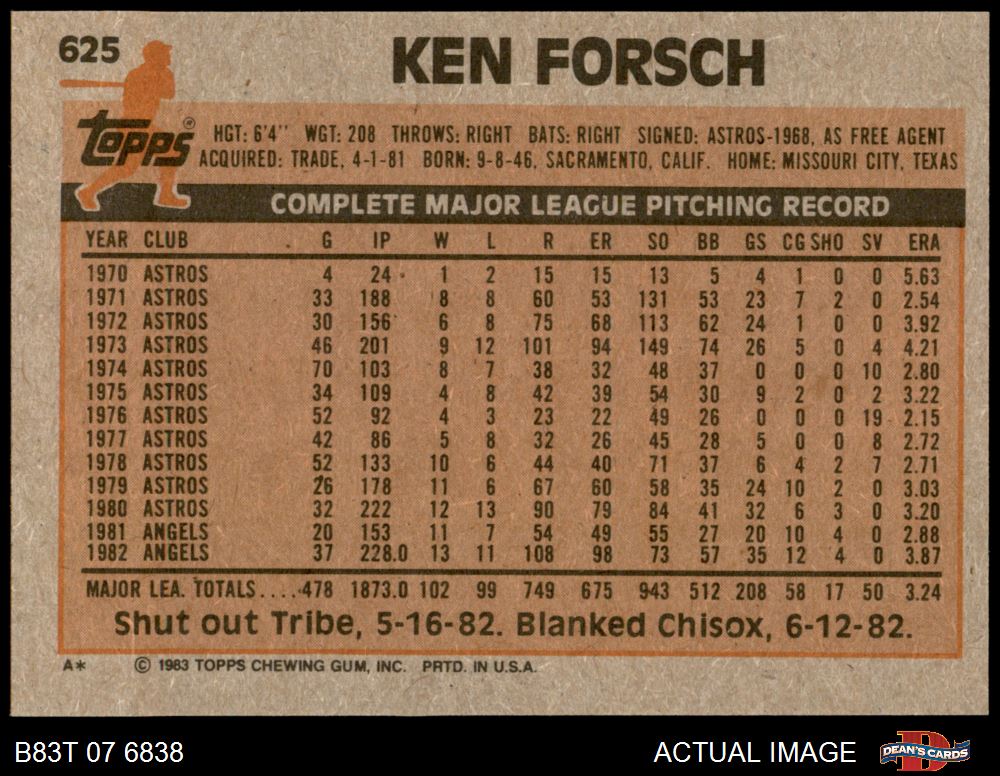 625
KEN FORSCH
Topps®
HGT: 6'4" WGT: 208 THROWS: RIGHT BATS: RIGHT SIGNED: ASTROS-1968, AS FREE AGENT
ACQUIRED: TRADE, 4-1-81 BORN: 9-8-46, SACRAMENTO, CALIF. HOME: MISSOURI CITY, TEXAS
COMPLETE MAJOR LEAGUE PITCHING RECORD
YEAR CLUB G IP W L R ER SO BB GS CG SHO SV ERA
1970 ASTROS 4 24 1 2 15 15 13 5 4 1 0 0 5.63
1971 ASTROS 33 188 8 8 60 53 131 53 23 7 2 0 2.54
1972 ASTROS 30 156 6 8 75 68 113 62 24 1 0 0 3.92
1973 ASTROS 46 201 9 12 101 94 149 74 26 5 0 4 4.21
1974 ASTROS 70 103 8 7 38 32 48 37 0 0 0 10 2.80
1975 ASTROS 34 109 4 8 42 39 54 30 9 2 0 2 3.22
1976 ASTROS 52 92 4 3 23 22 49 26 0 0 0 19 2.15
1977 ASTROS 42 86 5 8 32 26 45 28 5 0 0 8 2.72
1978 ASTROS 52 133 10 6 44 40 71 37 6 4 2 7 2.71
1979 ASTROS 26 178 11 6 67 60 58 35 24 10 2 0 3.03
1980 ASTROS 32 222 12 13 90 79 84 41 32 6 3 0 3.20
1981 ANGELS 20 153 11 7 54 49 55 27 20 10 4 0 2.88
1982 ANGELS 37 228.0 13 11 108 98 73 57 35 12 4 0 3.87
MAJOR LEA. TOTALS....478 1873.0 102 99 749 675 943 512 208 58 17 50 3.24
Shut out Tribe, 5-16-82. Blanked Chisox, 6-12-82.
A* © 1983 TOPPS CHEWING GUM, INC. PRTD. IN U.S.A.
B83T 07 6838 ACTUAL IMAGE DEAN'S CARDS